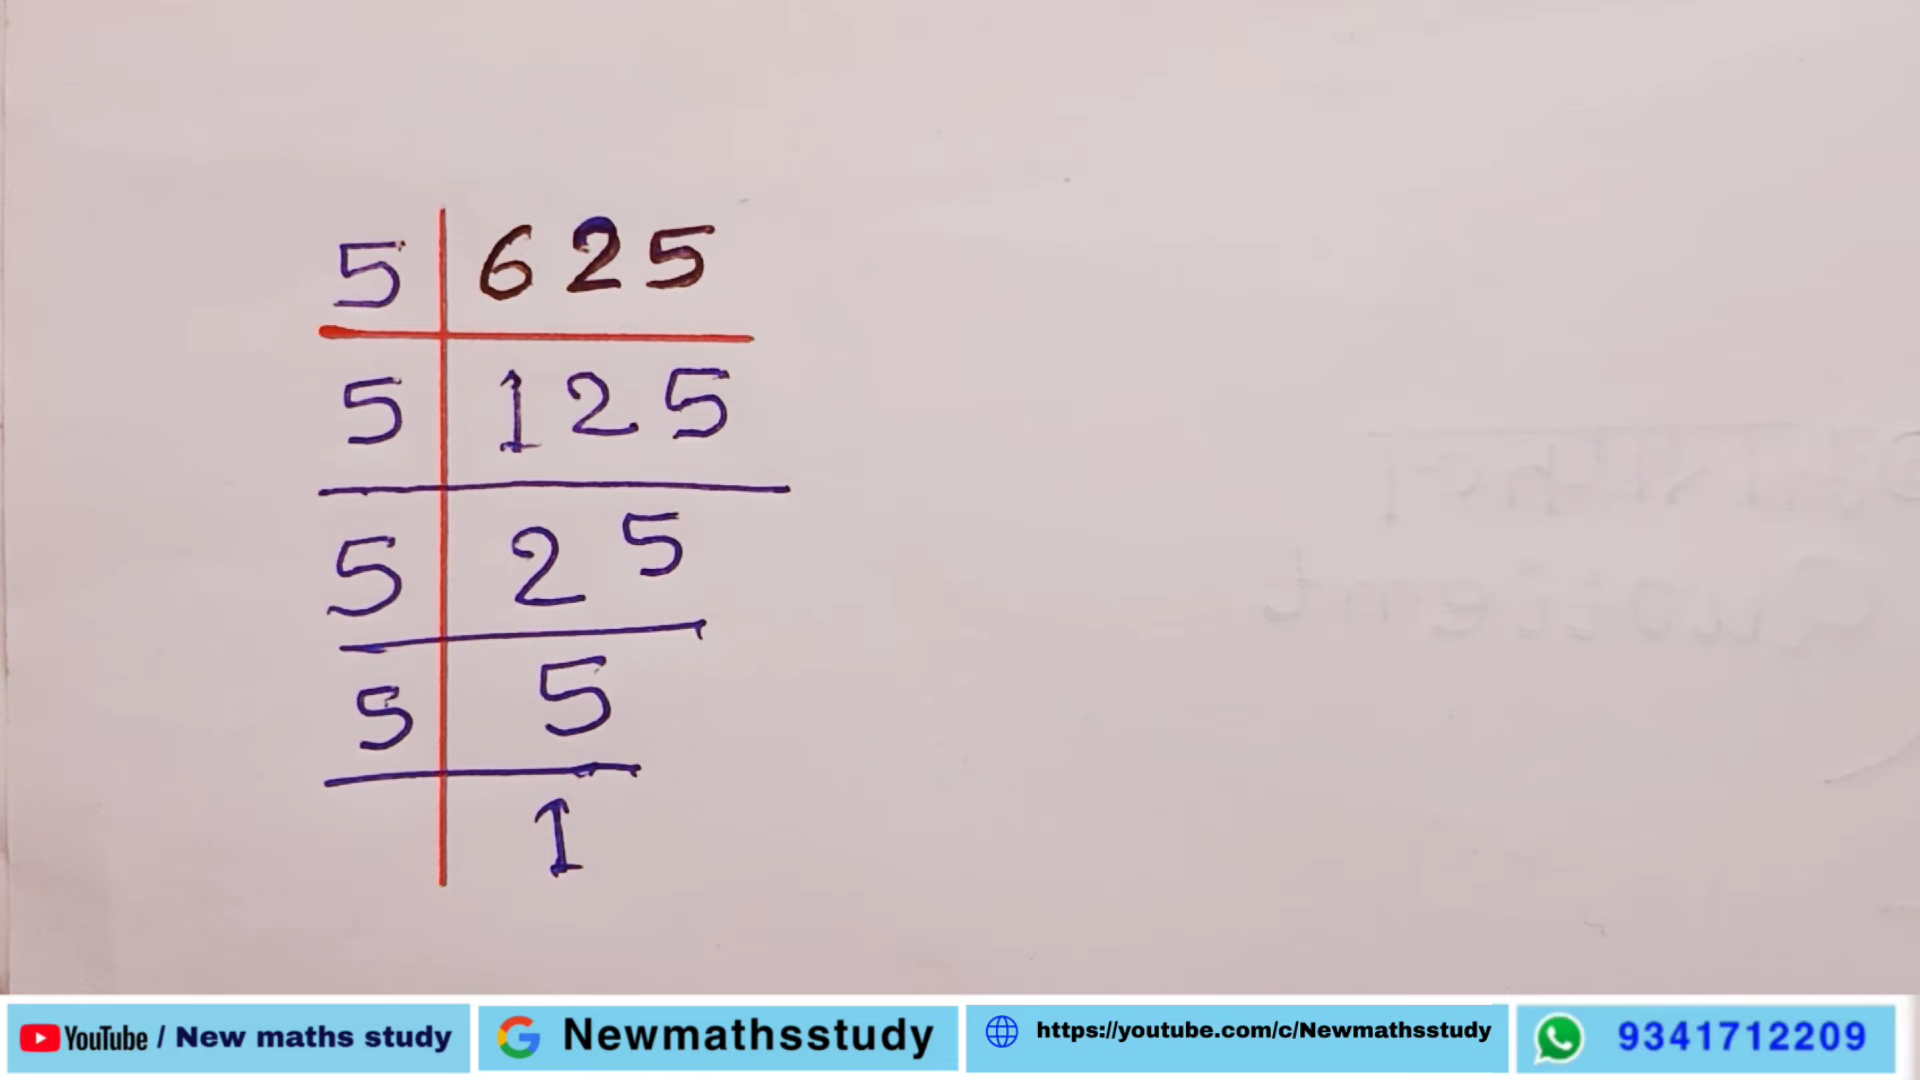 5 625
5 125
5 25
5 5
1
Quotient
YouTube / New maths study
Newmathsstudy
https://youtube.com/c/Newmathsstudy
9341712209